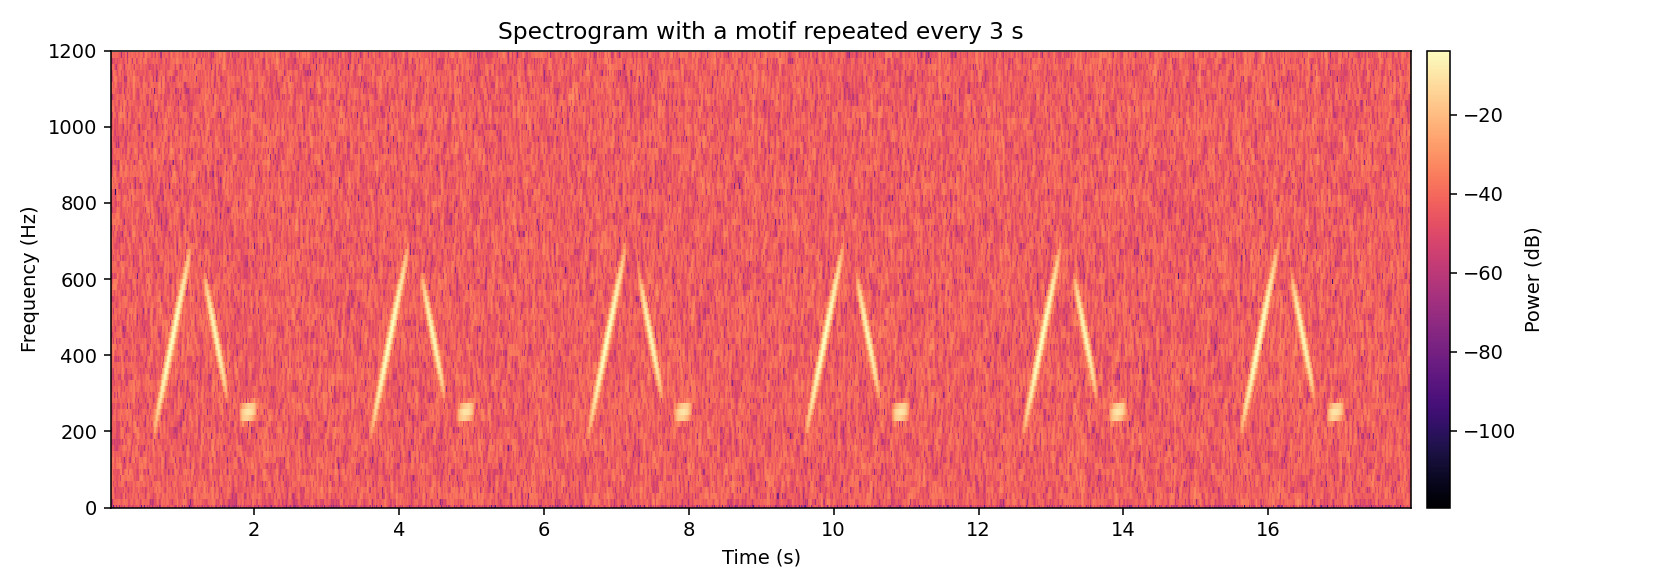 Spectrogram with a motif repeated every 3 s
1200
1000
800
600
400
200
0
Frequency (Hz)
2 4 6 8 10 12 14 16
Time (s)
−20
−40
−60
−80
−100
Power (dB)